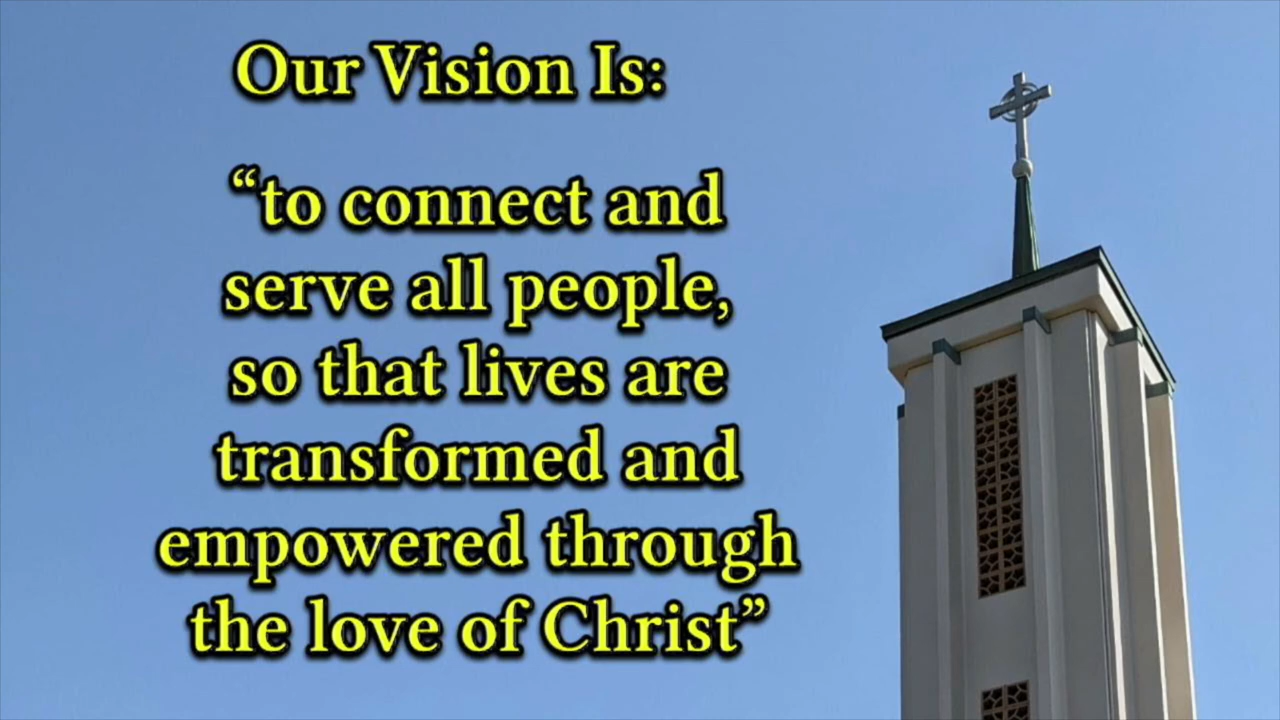 Our Vision Is:
“to connect and
serve all people,
so that lives are
transformed and
empowered through
the love of Christ”